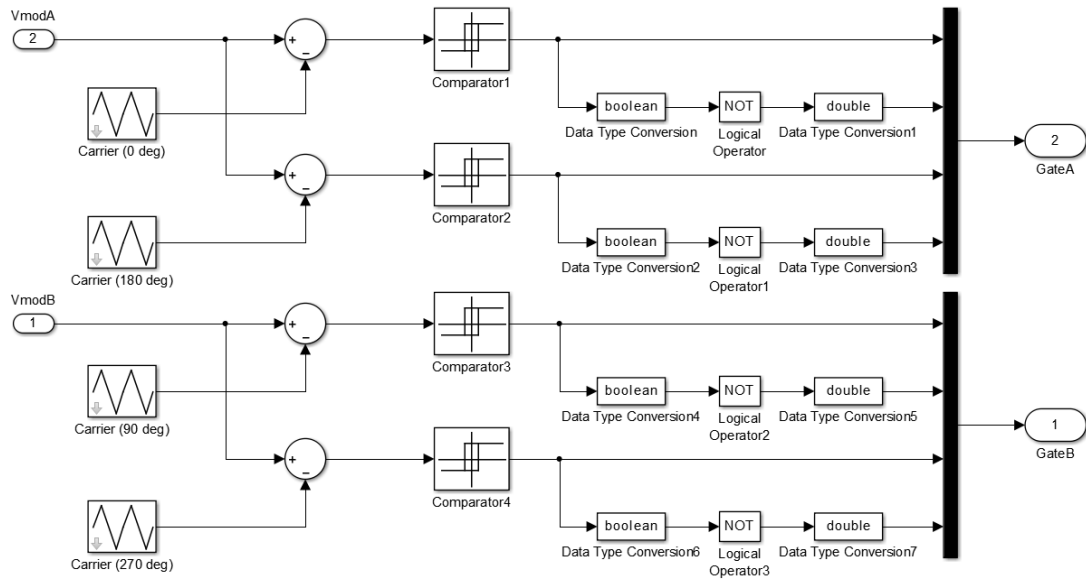 VmodA
2
+
−
Carrier (0 deg)
Comparator1
boolean
Data Type Conversion
NOT
Logical
Operator
double
Data Type Conversion1
+
−
Carrier (180 deg)
Comparator2
boolean
Data Type Conversion2
NOT
Logical
Operator1
double
Data Type Conversion3
2
GateA
VmodB
1
+
−
Carrier (90 deg)
Comparator3
boolean
Data Type Conversion4
NOT
Logical
Operator2
double
Data Type Conversion5
+
−
Carrier (270 deg)
Comparator4
boolean
Data Type Conversion6
NOT
Logical
Operator3
double
Data Type Conversion7
1
GateB